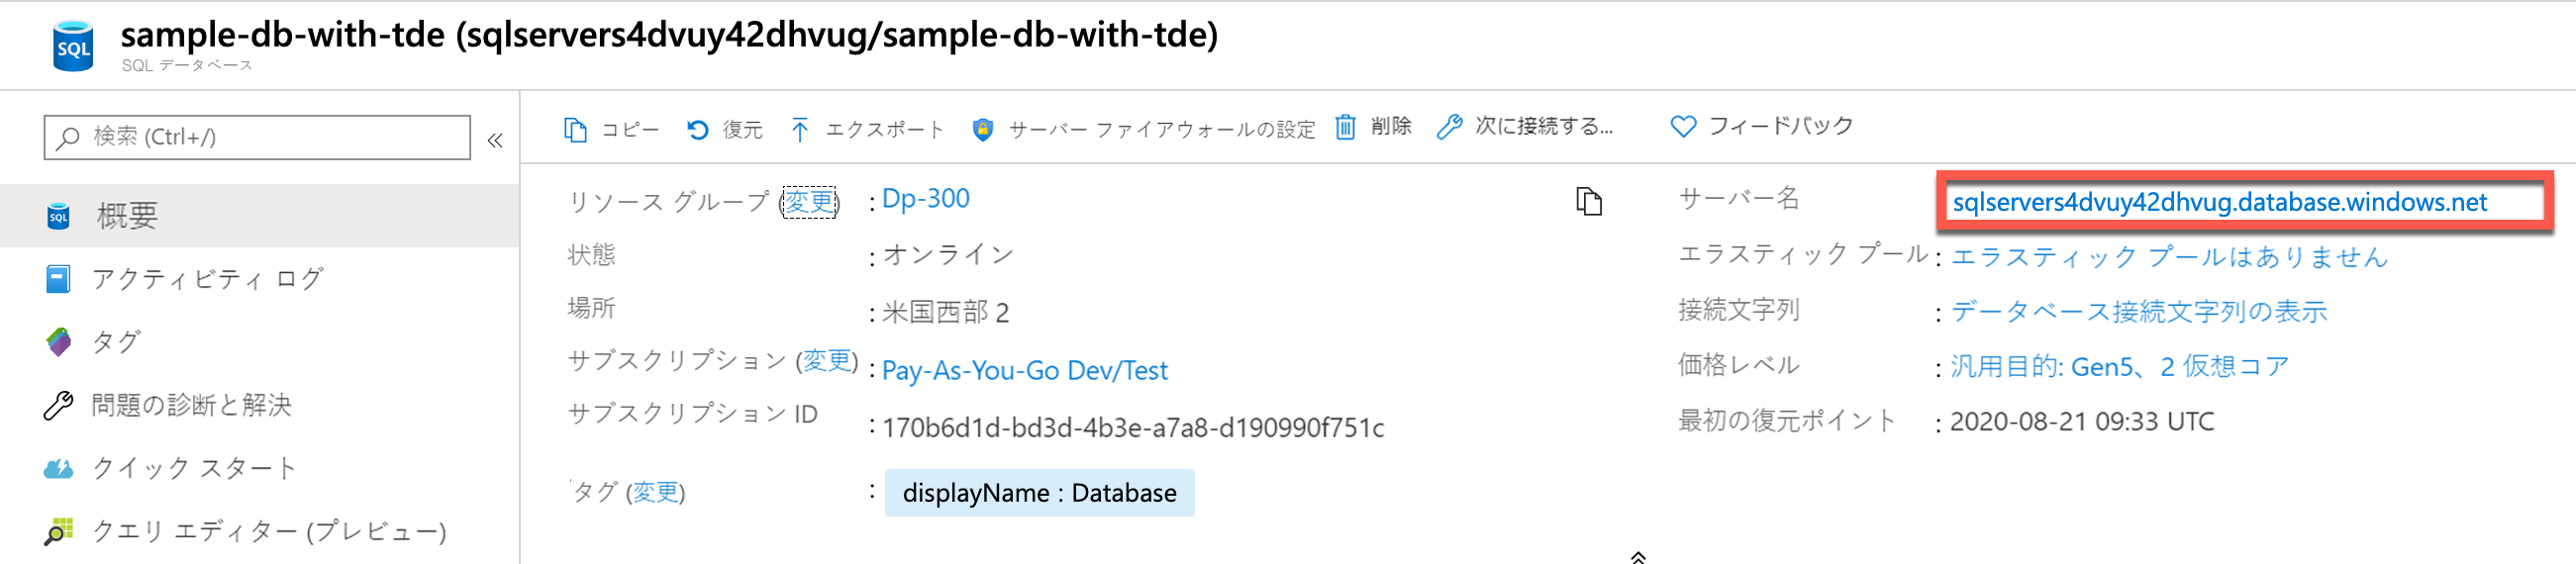 sample-db-with-tde (sqlservers4dvuy42dhvug/sample-db-with-tde)
SQL データベース
検索 (Ctrl+/)
«
概要
アクティビティ ログ
タグ
問題の診断と解決
クイック スタート
クエリ エディター (プレビュー)
コピー 復元 エクスポート サーバー ファイアウォールの設定 削除 次に接続する... フィードバック
リソース グループ (変更) : Dp-300
状態 : オンライン
場所 : 米国西部 2
サブスクリプション (変更) : Pay-As-You-Go Dev/Test
サブスクリプション ID : 170b6d1d-bd3d-4b3e-a7a8-d190990f751c
タグ (変更) : displayName : Database
サーバー名 sqlservers4dvuy42dhvug.database.windows.net
エラスティック プール : エラスティック プールはありません
接続文字列 : データベース接続文字列の表示
価格レベル : 汎用目的: Gen5、2 仮想コア
最初の復元ポイント : 2020-08-21 09:33 UTC